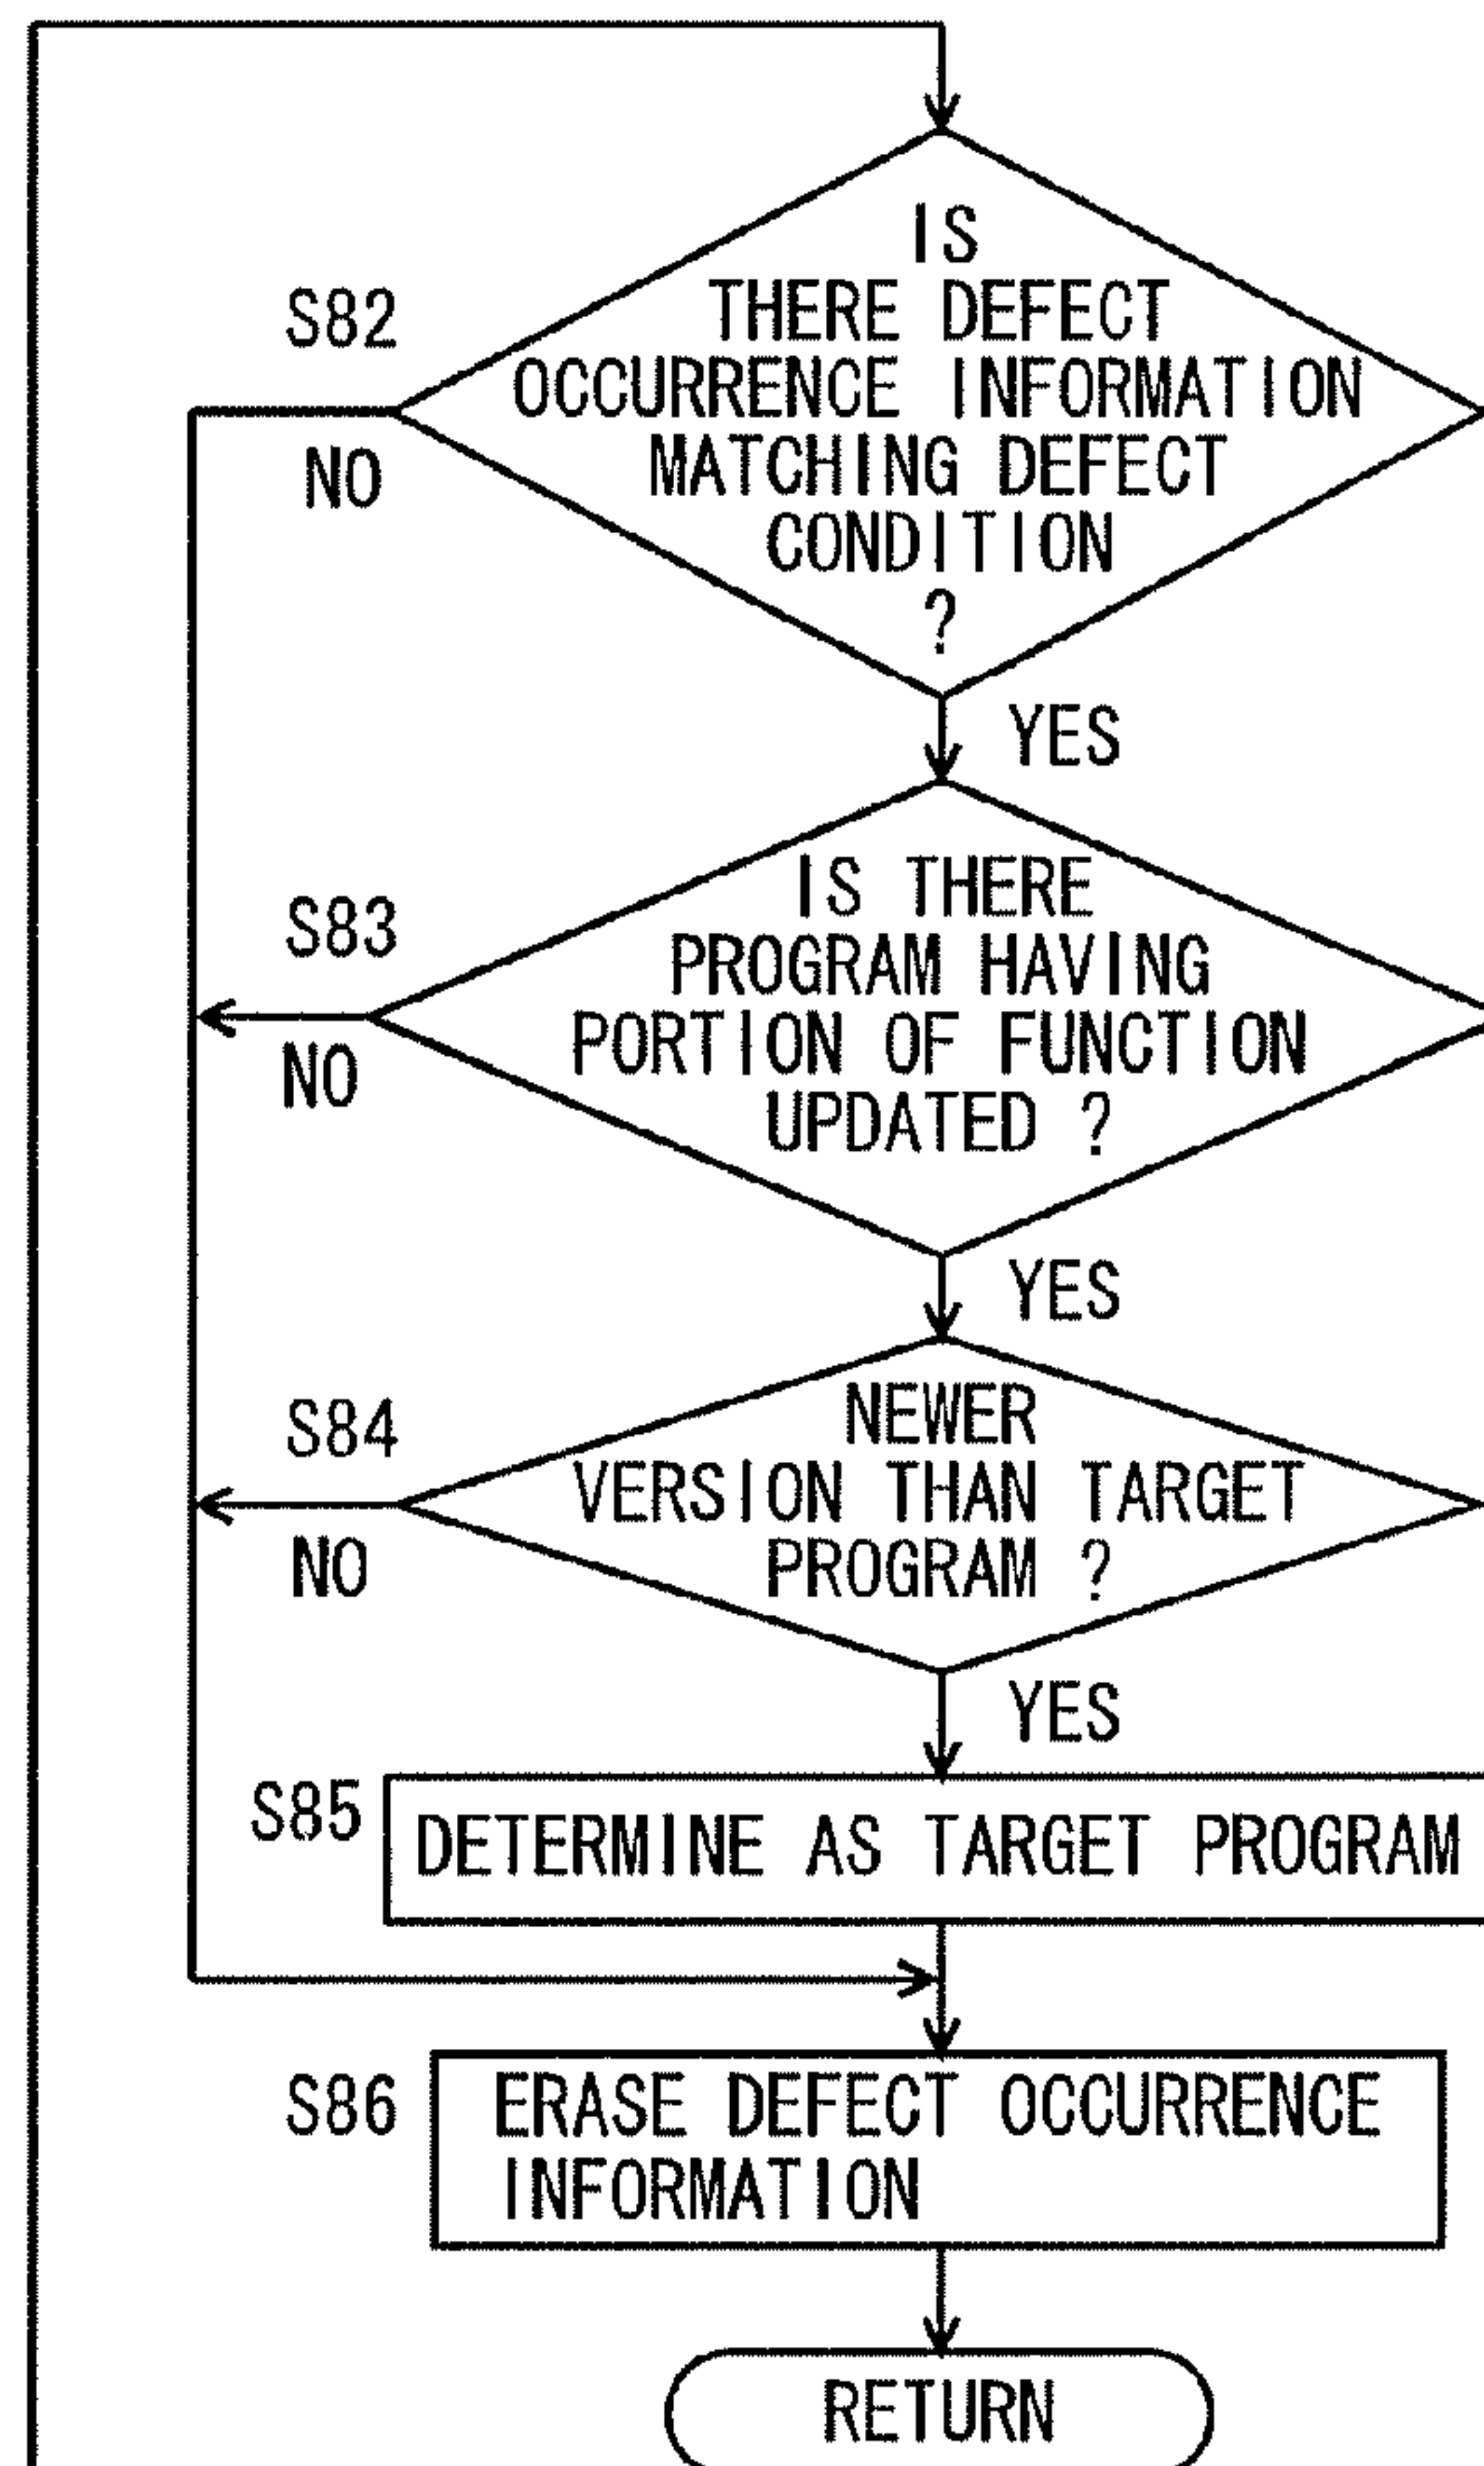 IS
THERE DEFECT
S82
OCCURRENCE INFORMATION
NO
MATCHING DEFECT
CONDITION
?
YES
IS THERE
S83
PROGRAM HAVING
PORTION OF FUNCTION
NO
UPDATED ?
YES
NEWER
S84
VERSION THAN TARGET
NO
PROGRAM ?
YES
S85
DETERMINE AS TARGET PROGRAM
S86
ERASE DEFECT OCCURRENCE
INFORMATION
RETURN